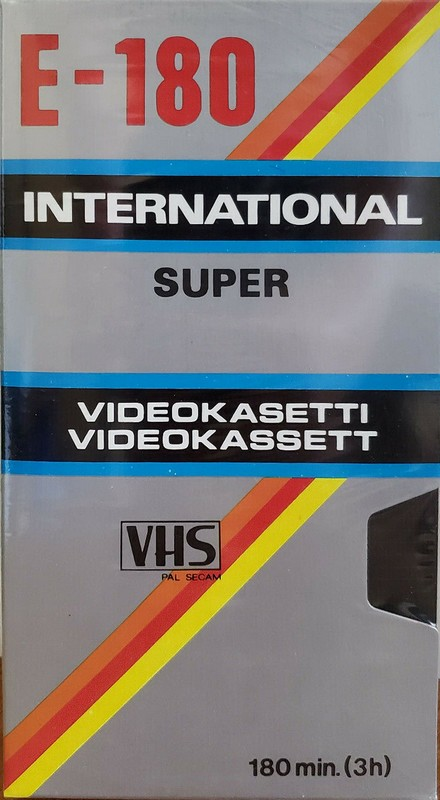 E-180
INTERNATIONAL
SUPER
VIDEOKASETTI
VIDEOKASSETT
VHS
PAL SECAM
180 min. (3h)